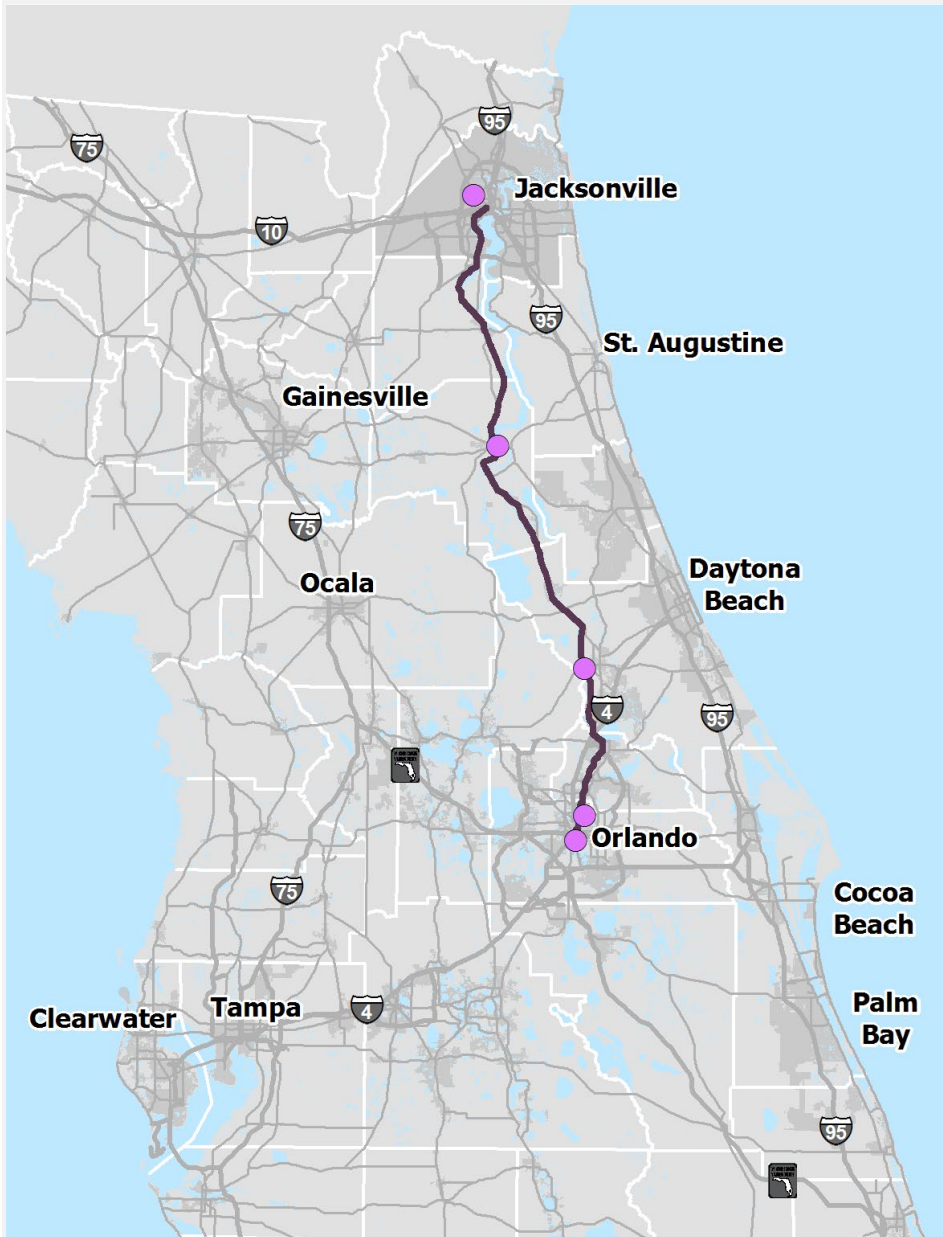 95
75
Jacksonville
10
95
St. Augustine
Gainesville
75
Ocala
Daytona
Beach
4
95
Orlando
75
Cocoa
Beach
Palm
Bay
Tampa
4
Clearwater
95